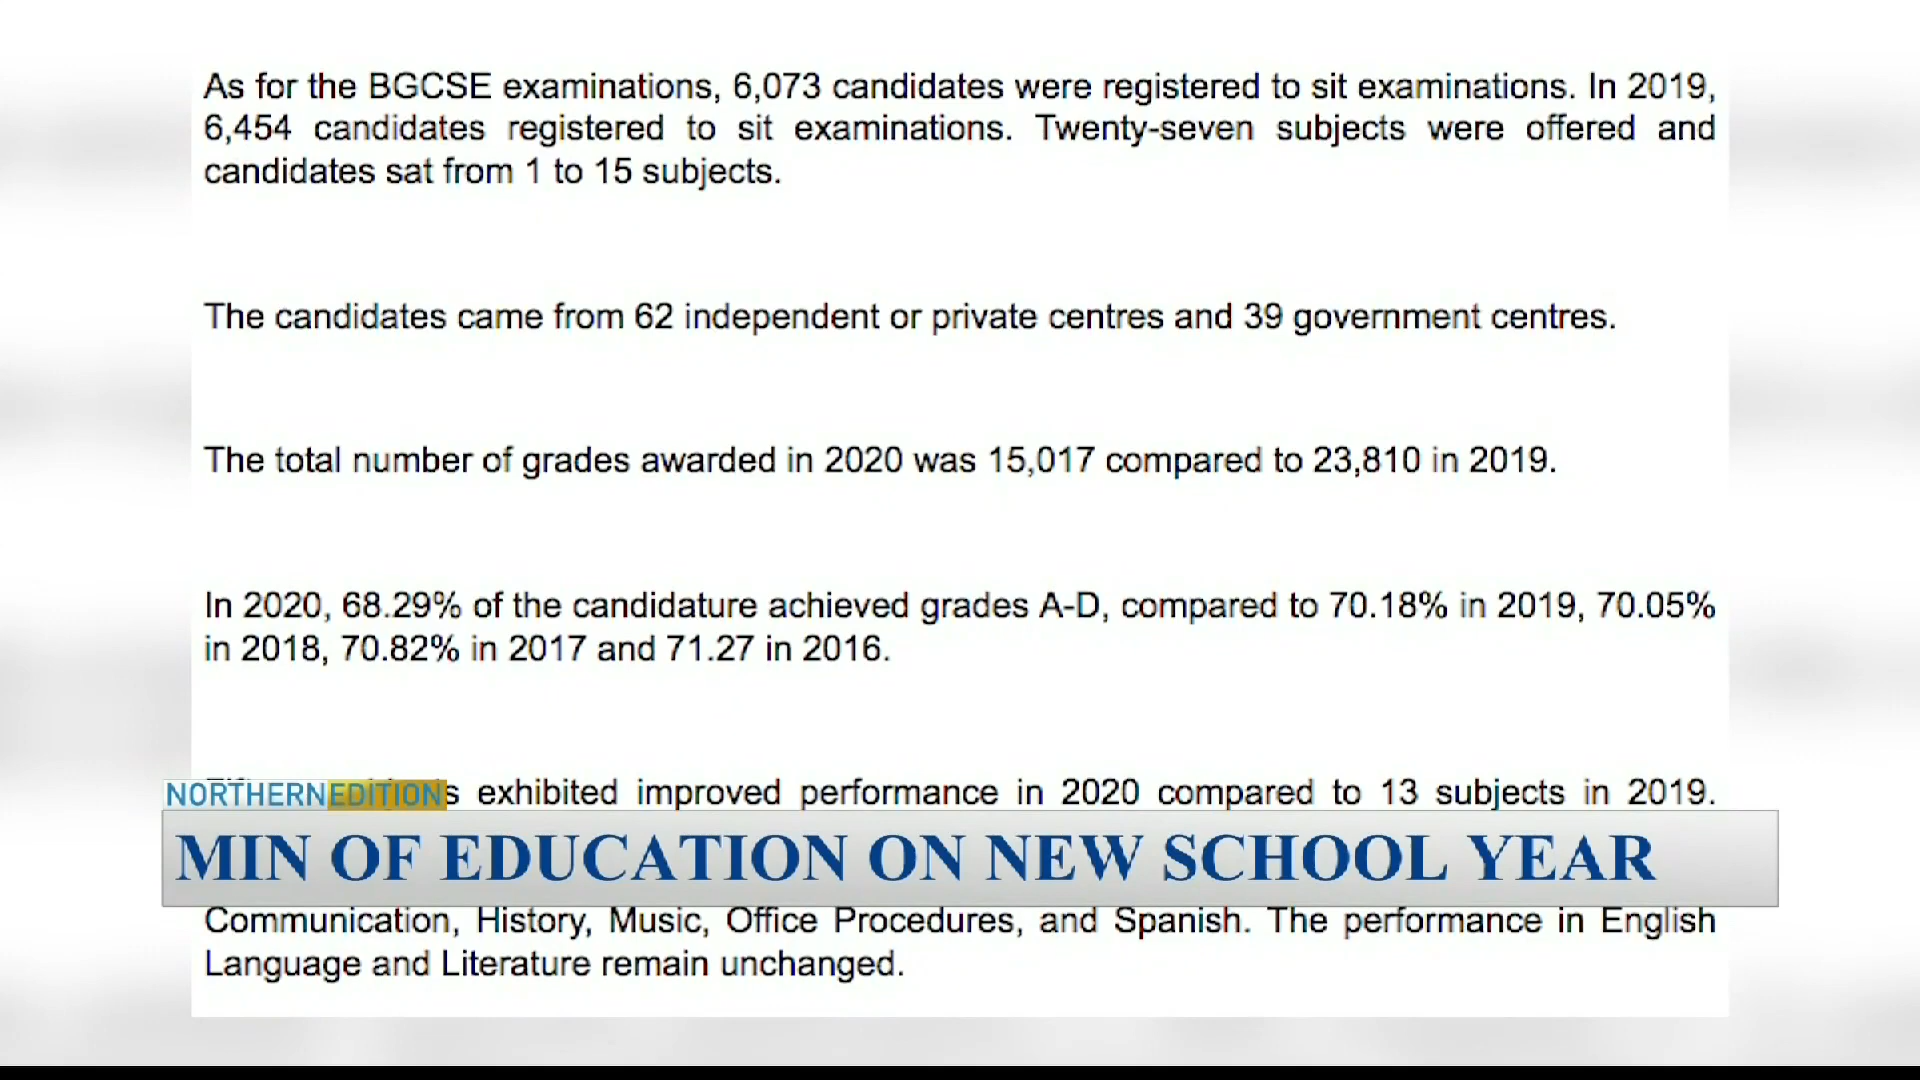 As for the BGCSE examinations, 6,073 candidates were registered to sit examinations. In 2019,
6,454 candidates registered to sit examinations. Twenty-seven subjects were offered and
candidates sat from 1 to 15 subjects.
The candidates came from 62 independent or private centres and 39 government centres.
The total number of grades awarded in 2020 was 15,017 compared to 23,810 in 2019.
In 2020, 68.29% of the candidature achieved grades A-D, compared to 70.18% in 2019, 70.05%
in 2018, 70.82% in 2017 and 71.27 in 2016.
exhibited improved performance in 2020 compared to 13 subjects in 2019.
NORTHERNEDITION
MIN OF EDUCATION ON NEW SCHOOL YEAR
Communication, History, Music, Office Procedures, and Spanish. The performance in English
Language and Literature remain unchanged.